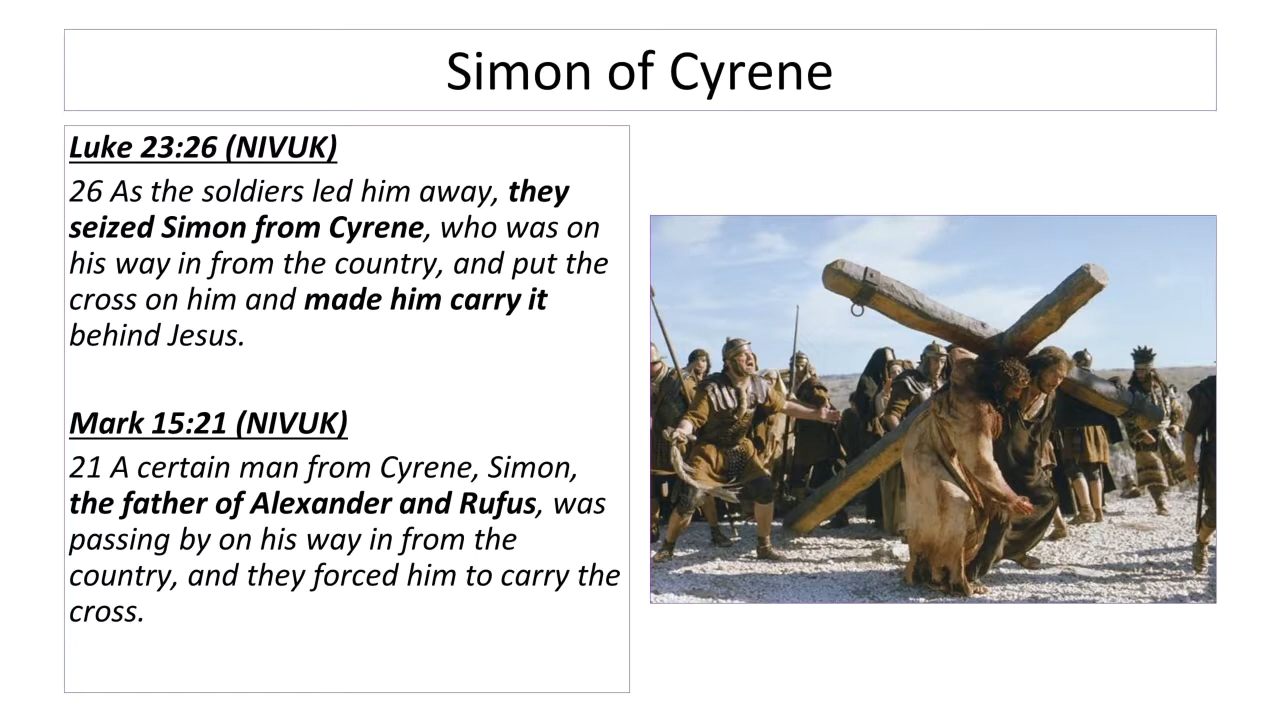 Simon of Cyrene
Luke 23:26 (NIVUK)
26 As the soldiers led him away, they
seized Simon from Cyrene, who was on
his way in from the country, and put the
cross on him and made him carry it
behind Jesus.
Mark 15:21 (NIVUK)
21 A certain man from Cyrene, Simon,
the father of Alexander and Rufus, was
passing by on his way in from the
country, and they forced him to carry the
cross.